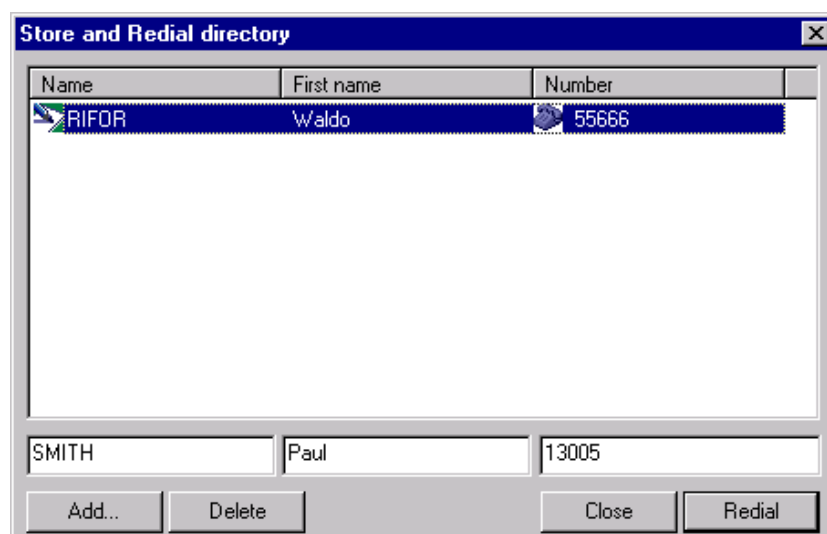 Store and Redial directory
Name First name Number
RIFOR Waldo 55666
SMITH Paul 13005
Add... Delete Close Redial